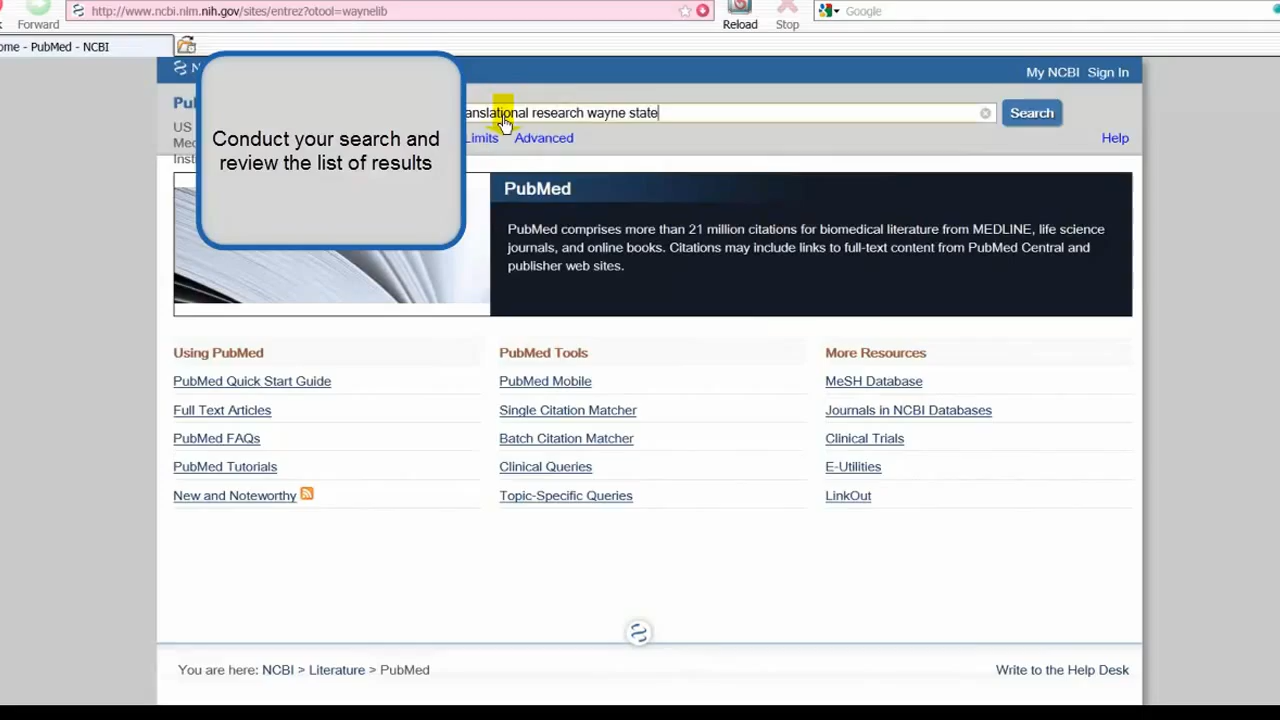 Forward
http://www.ncbi.nlm.nih.gov/sites/entrez?otool=waynelib
Reload
Stop
Google
ome - PubMed - NCBI
N
My NCBI Sign In
Pu
anslational research wayne state
Search
US
Med
Inst
Limits Advanced
Help
Conduct your search and
review the list of results
PubMed
PubMed comprises more than 21 million citations for biomedical literature from MEDLINE, life science
journals, and online books. Citations may include links to full-text content from PubMed Central and
publisher web sites.
Using PubMed
PubMed Quick Start Guide
Full Text Articles
PubMed FAQs
PubMed Tutorials
New and Noteworthy
PubMed Tools
PubMed Mobile
Single Citation Matcher
Batch Citation Matcher
Clinical Queries
Topic-Specific Queries
More Resources
MeSH Database
Journals in NCBI Databases
Clinical Trials
E-Utilities
LinkOut
You are here: NCBI > Literature > PubMed
Write to the Help Desk